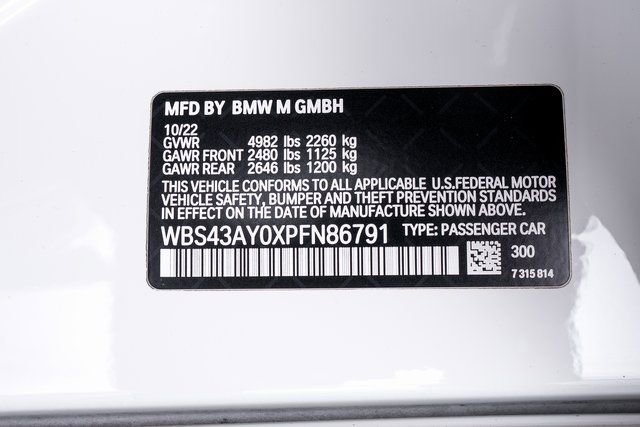 MFD BY BMW M GMBH
10/22
GVWR 4982 lbs 2260 kg
GAWR FRONT 2480 lbs 1125 kg
GAWR REAR 2646 lbs 1200 kg
THIS VEHICLE CONFORMS TO ALL APPLICABLE U.S.FEDERAL MOTOR
VEHICLE SAFETY, BUMPER AND THEFT PREVENTION STANDARDS
IN EFFECT ON THE DATE OF MANUFACTURE SHOWN ABOVE.
WBS43AY0XPFN86791 TYPE: PASSENGER CAR
300
7 315 814